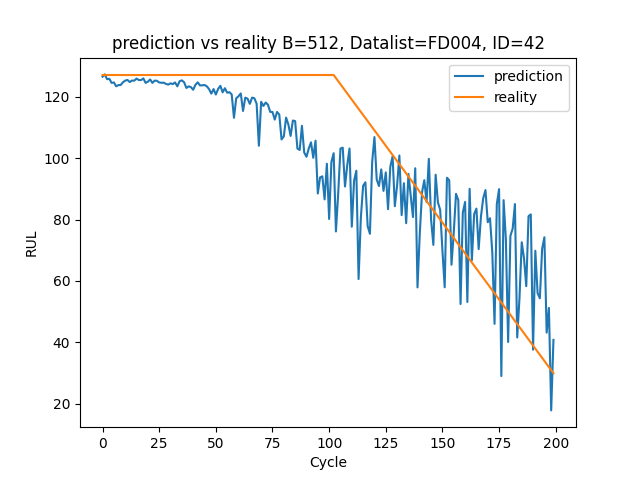 prediction vs reality B=512, Datalist=FD004, ID=42
prediction
reality
RUL
120
100
80
60
40
20
0 25 50 75 100 125 150 175 200
Cycle